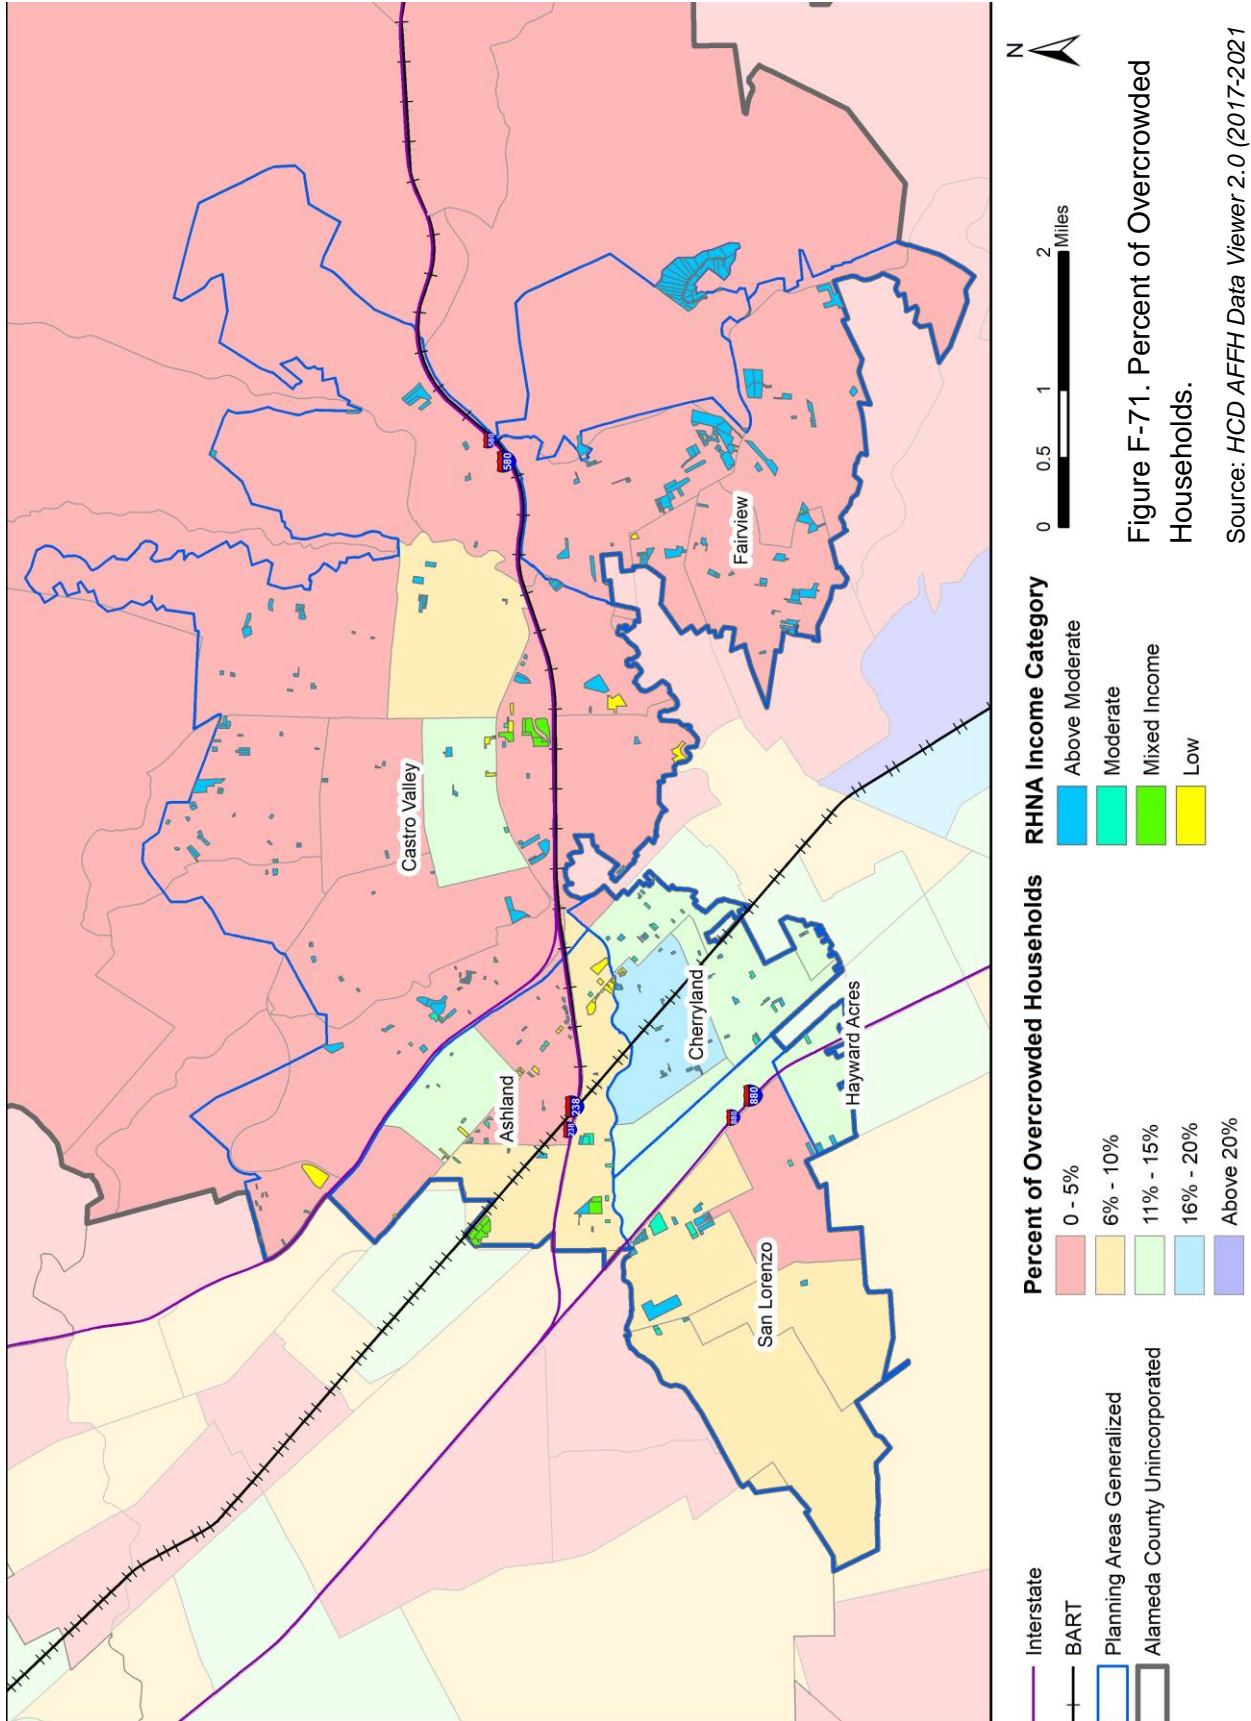 Castro Valley
Ashland
Cherryland
Hayward Acres
San Lorenzo
Fairview
580
580
238
238
880
880
Interstate
BART
Planning Areas Generalized
Alameda County Unincorporated
Percent of Overcrowded Households
0 - 5%
6% - 10%
11% - 15%
16% - 20%
Above 20%
RHNA Income Category
Above Moderate
Moderate
Mixed Income
Low
0 0.5 1 2
Miles
N
Figure F-71. Percent of Overcrowded
Households.
Source: HCD AFFH Data Viewer 2.0 (2017-2021